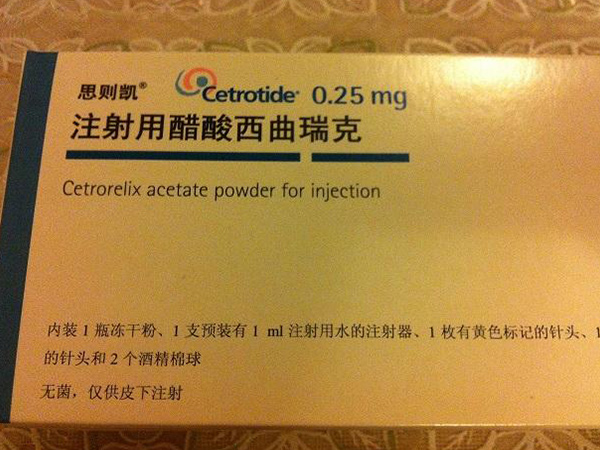 思则凯® Cetrotide® 0.25 mg
注射用醋酸西曲瑞克
Cetrorelix acetate powder for injection
内装 1 瓶冻干粉、1 支预装有 1 ml 注射用水的注射器、1 枚有黄色标记的针头、1
的针头和 2 个酒精棉球
无菌，仅供皮下注射